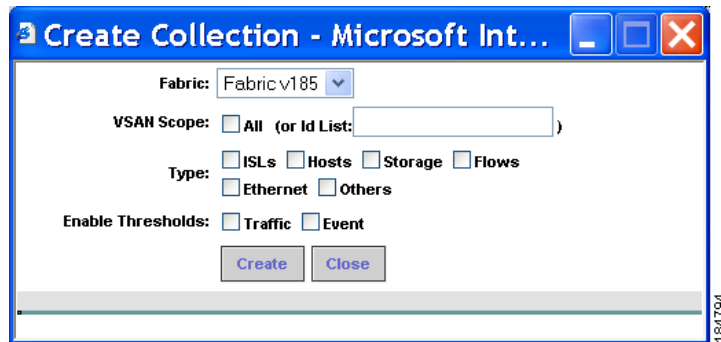 Create Collection - Microsoft Int...
Fabric: Fabric v185
VSAN Scope: All (or Id List: )
Type: ISLs Hosts Storage Flows
Ethernet Others
Enable Thresholds: Traffic Event
Create Close
184794